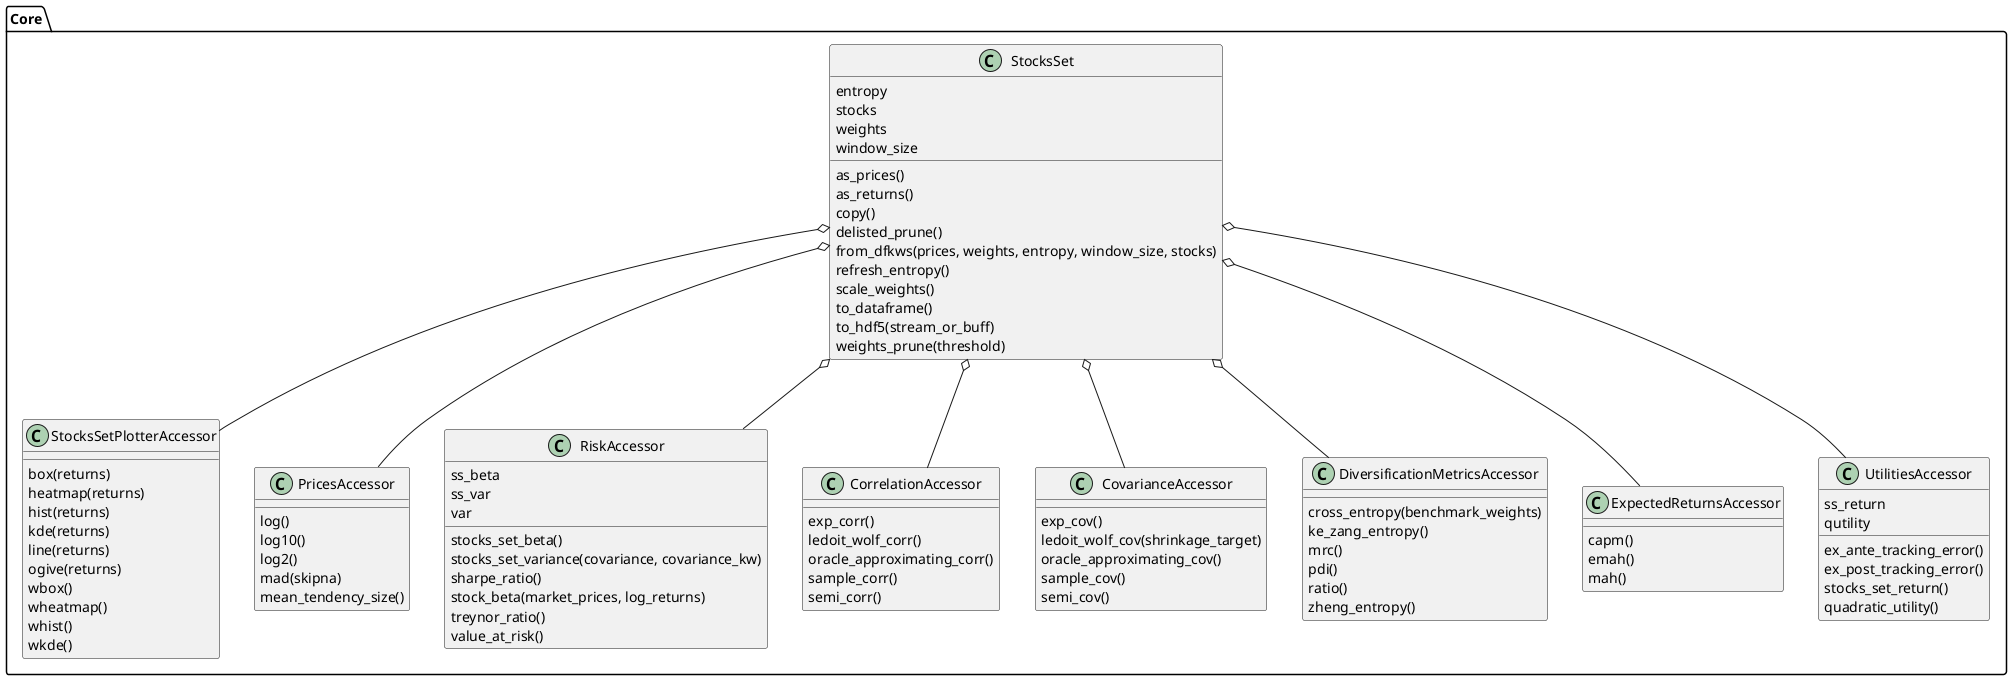 Core
C StocksSet
entropy
stocks
weights
window_size
as_prices()
as_returns()
copy()
delisted_prune()
from_dfkws(prices, weights, entropy, window_size, stocks)
refresh_entropy()
scale_weights()
to_dataframe()
to_hdf5(stream_or_buff)
weights_prune(threshold)
C StocksSetPlotterAccessor
box(returns)
heatmap(returns)
hist(returns)
kde(returns)
line(returns)
ogive(returns)
wbox()
wheatmap()
whist()
wkde()
C PricesAccessor
log()
log10()
log2()
mad(skipna)
mean_tendency_size()
C RiskAccessor
ss_beta
ss_var
var
stocks_set_beta()
stocks_set_variance(covariance, covariance_kw)
sharpe_ratio()
stock_beta(market_prices, log_returns)
treynor_ratio()
value_at_risk()
C CorrelationAccessor
exp_corr()
ledoit_wolf_corr()
oracle_approximating_corr()
sample_corr()
semi_corr()
C CovarianceAccessor
exp_cov()
ledoit_wolf_cov(shrinkage_target)
oracle_approximating_cov()
sample_cov()
semi_cov()
C DiversificationMetricsAccessor
cross_entropy(benchmark_weights)
ke_zang_entropy()
mrc()
pdi()
ratio()
zheng_entropy()
C ExpectedReturnsAccessor
capm()
emah()
mah()
C UtilitiesAccessor
ss_return
qutility
ex_ante_tracking_error()
ex_post_tracking_error()
stocks_set_return()
quadratic_utility()